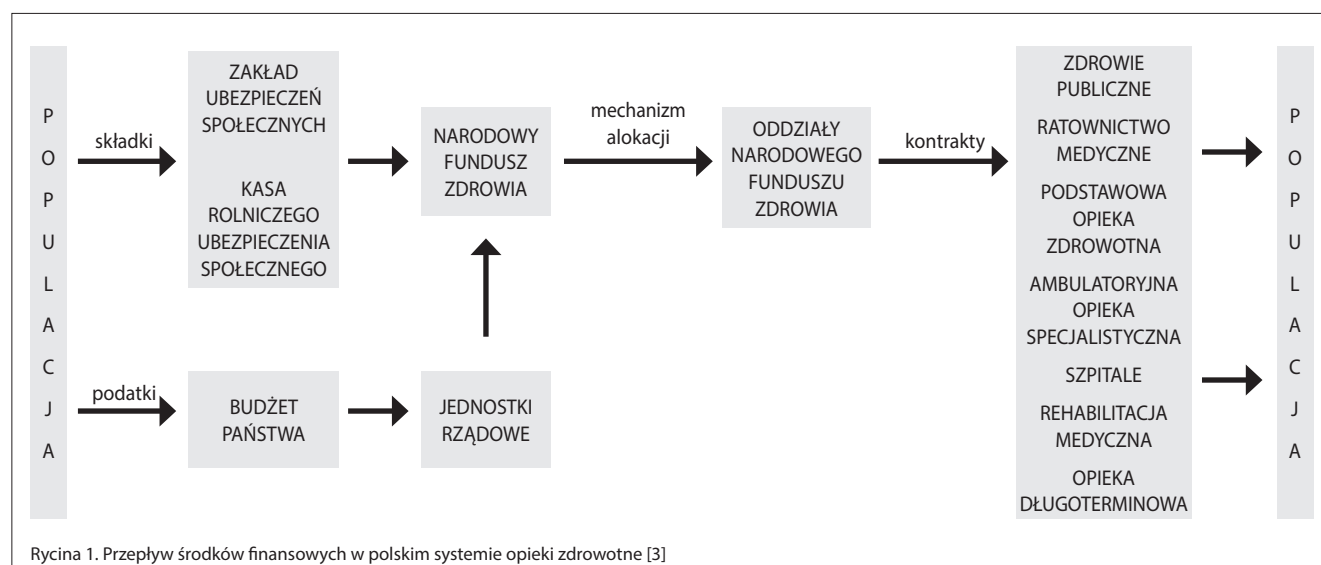 P
O
P
U
L
A
C
J
A
składki
podatki
ZAKŁAD
UBEZPIECZEŃ
SPOŁECZNYCH
KASA
ROLNICZEGO
UBEZPIECZENIA
SPOŁECZNEGO
BUDŻET
PAŃSTWA
NARODOWY
FUNDUSZ
ZDROWIA
JEDNOSTKI
RZĄDOWE
mechanizm
alokacji
ODDZIAŁY
NARODOWEGO
FUNDUSZU
ZDROWIA
kontrakty
ZDROWIE
PUBLICZNE
RATOWNICTWO
MEDYCZNE
PODSTAWOWA
OPIEKA
ZDROWOTNA
AMBULATORYJNA
OPIEKA
SPECJALISTYCZNA
SZPITALE
REHABILITACJA
MEDYCZNA
OPIEKA
DŁUGOTERMINOWA
P
O
P
U
L
A
C
J
A
Rycina 1. Przepływ środków finansowych w polskim systemie opieki zdrowotne [3]